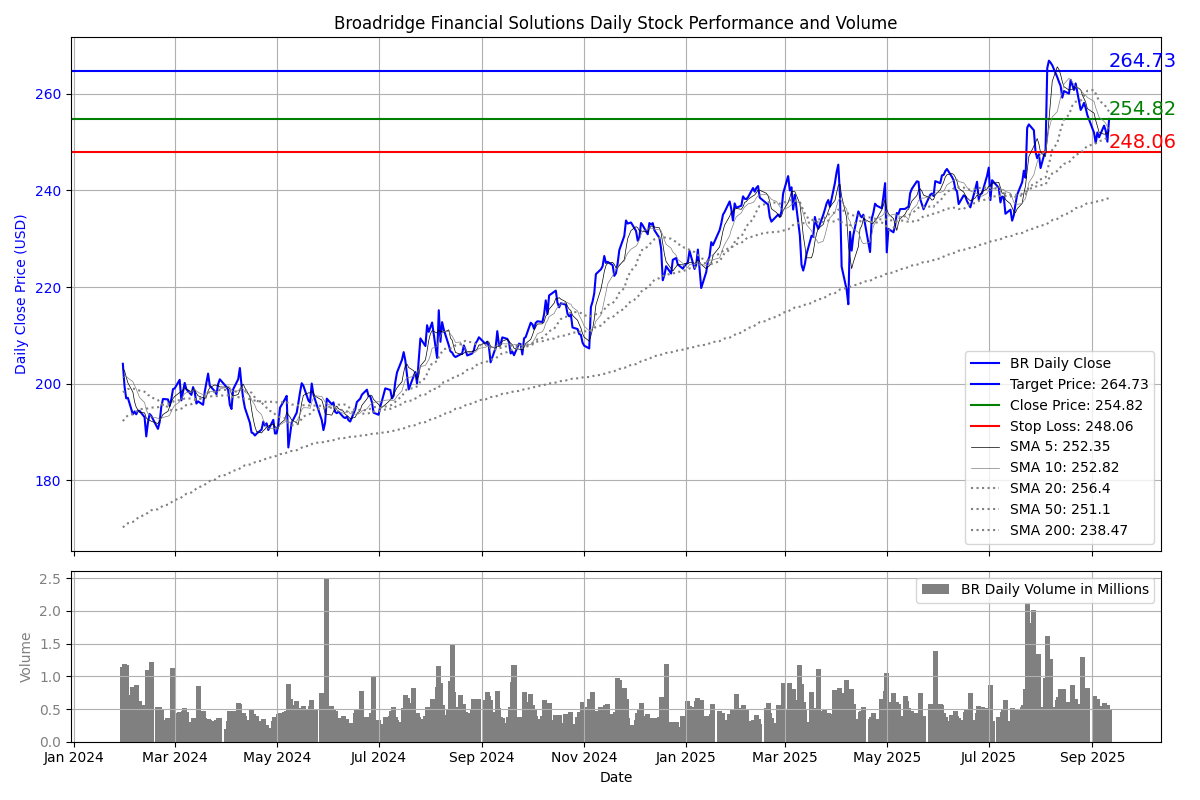 Broadridge Financial Solutions Daily Stock Performance and Volume
Daily Close Price (USD)
260
240
220
200
180
264.73
254.82
248.06
BR Daily Close
Target Price: 264.73
Close Price: 254.82
Stop Loss: 248.06
SMA 5: 252.35
SMA 10: 252.82
SMA 20: 256.4
SMA 50: 251.1
SMA 200: 238.47
Volume
2.5
2.0
1.5
1.0
0.5
0.0
BR Daily Volume in Millions
Jan 2024 Mar 2024 May 2024 Jul 2024 Sep 2024 Nov 2024 Jan 2025 Mar 2025 May 2025 Jul 2025 Sep 2025
Date